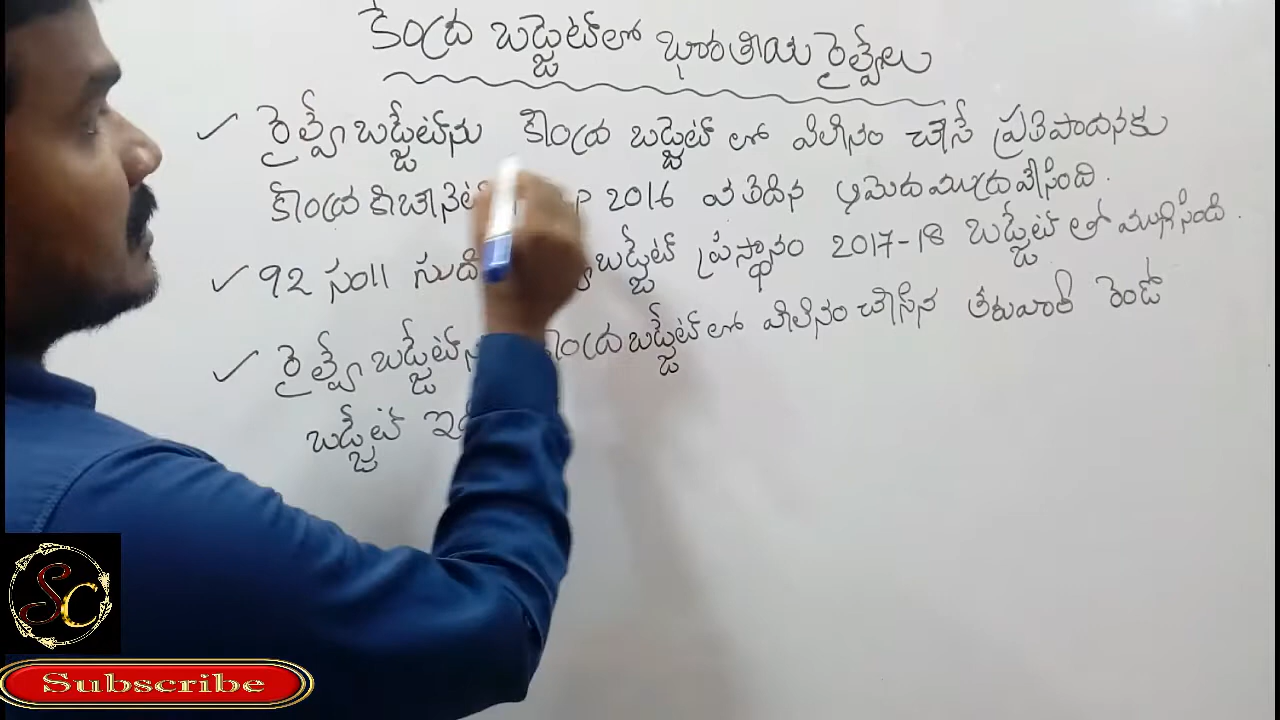 కేంద్ర బడ్జెట్‌లో భారతీయ రైల్వేలు
రైల్వే బడ్జెట్‌ను కేంద్ర బడ్జెట్ లో విలీనం చేసే ప్రతిపాదనకు
కేంద్ర కేబినెట్ 2016 వ తేదిన ఆమోదముద్రవేసింది.
92 సం|| బడ్జెట్ ప్రస్థానం 2017-18 బడ్జెట్ తో ముగిసింది.
రైల్వే బడ్జెట్‌ను కేంద్ర బడ్జెట్ లో విలీనం చేసిన తరువాత రెండో
బడ్జెట్
SC
Subscribe